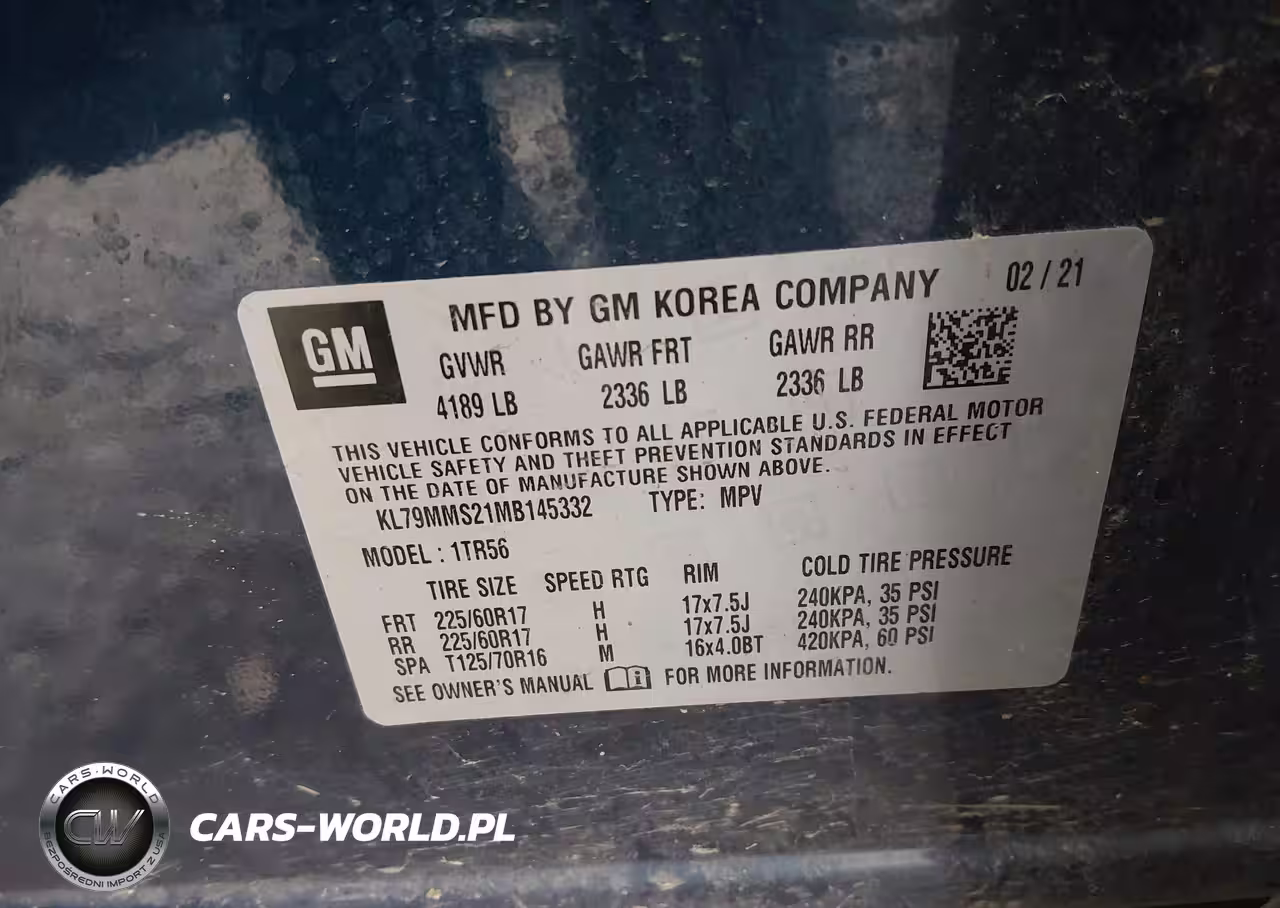 GM
MFD BY GM KOREA COMPANY 02 / 21
GVWR GAWR FRT GAWR RR
4189 LB 2336 LB 2336 LB
THIS VEHICLE CONFORMS TO ALL APPLICABLE U.S. FEDERAL MOTOR
VEHICLE SAFETY AND THEFT PREVENTION STANDARDS IN EFFECT
ON THE DATE OF MANUFACTURE SHOWN ABOVE.
KL79MMS21MB145332 TYPE: MPV
MODEL : 1TR56
TIRE SIZE SPEED RTG RIM COLD TIRE PRESSURE
FRT 225/60R17 H 17x7.5J 240KPA, 35 PSI
RR 225/60R17 H 17x7.5J 240KPA, 35 PSI
SPA T125/70R16 M 16x4.0BT 420KPA, 60 PSI
SEE OWNER'S MANUAL FOR MORE INFORMATION.
CARS-WORLD
CW
BEZPOŚREDNI IMPORT Z USA
CARS-WORLD.PL